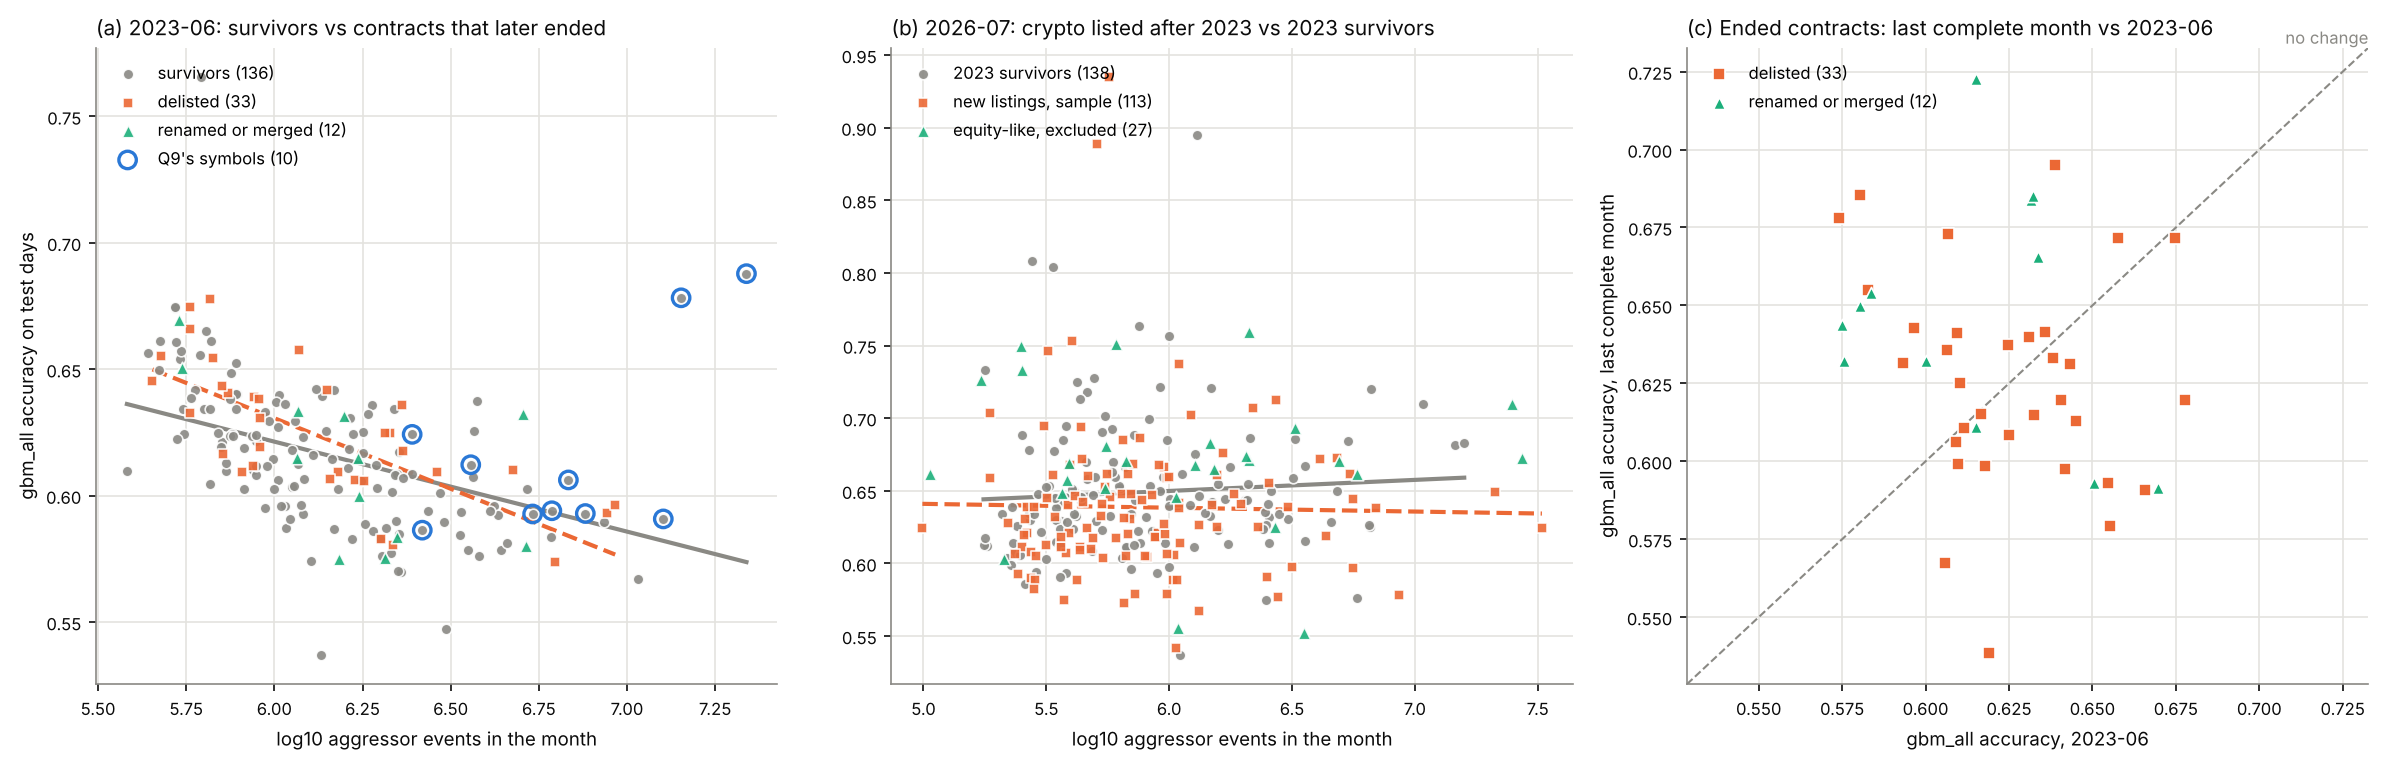 (a) 2023-06: survivors vs contracts that later ended
survivors (136)
delisted (33)
renamed or merged (12)
Q9's symbols (10)
gbm_all accuracy on test days
0.75
0.70
0.65
0.60
0.55
5.50 5.75 6.00 6.25 6.50 6.75 7.00 7.25
log10 aggressor events in the month
(b) 2026-07: crypto listed after 2023 vs 2023 survivors
2023 survivors (138)
new listings, sample (113)
equity-like, excluded (27)
0.95
0.90
0.85
0.80
0.75
0.70
0.65
0.60
0.55
5.0 5.5 6.0 6.5 7.0 7.5
log10 aggressor events in the month
(c) Ended contracts: last complete month vs 2023-06
no change
delisted (33)
renamed or merged (12)
gbm_all accuracy, last complete month
0.725
0.700
0.675
0.650
0.625
0.600
0.575
0.550
0.550 0.575 0.600 0.625 0.650 0.675 0.700 0.725
gbm_all accuracy, 2023-06